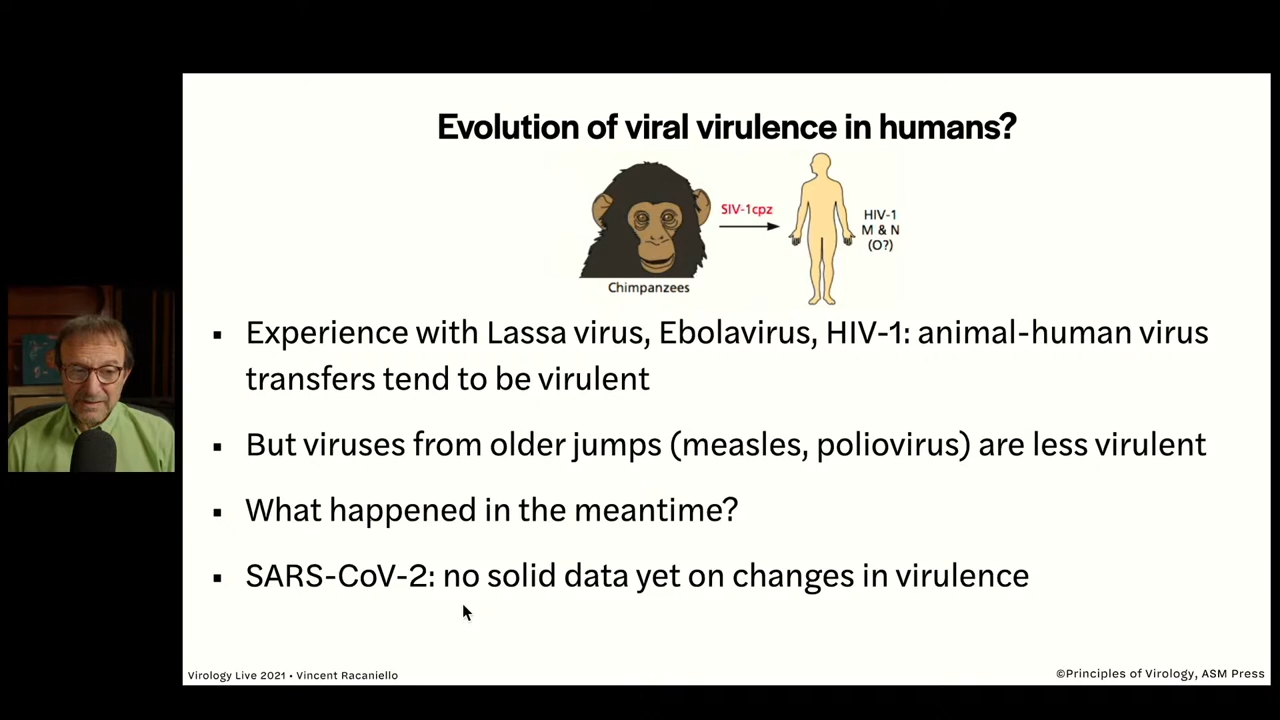 Evolution of viral virulence in humans?
SIV-1cpz
HIV-1
M & N
(O?)
Chimpanzees
▪ Experience with Lassa virus, Ebolavirus, HIV-1: animal-human virus
transfers tend to be virulent
▪ But viruses from older jumps (measles, poliovirus) are less virulent
▪ What happened in the meantime?
▪ SARS-CoV-2: no solid data yet on changes in virulence
Virology Live 2021 • Vincent Racaniello
©Principles of Virology, ASM Press